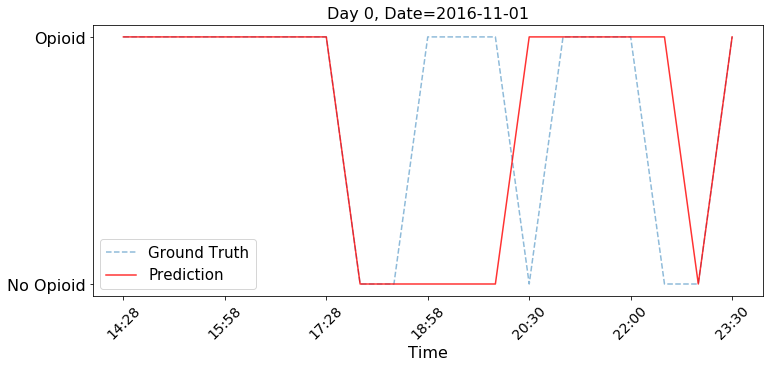 Day 0, Date=2016-11-01
Opioid
No Opioid
Ground Truth
Prediction
14:28
15:58
17:28
18:58
20:30
22:00
23:30
Time